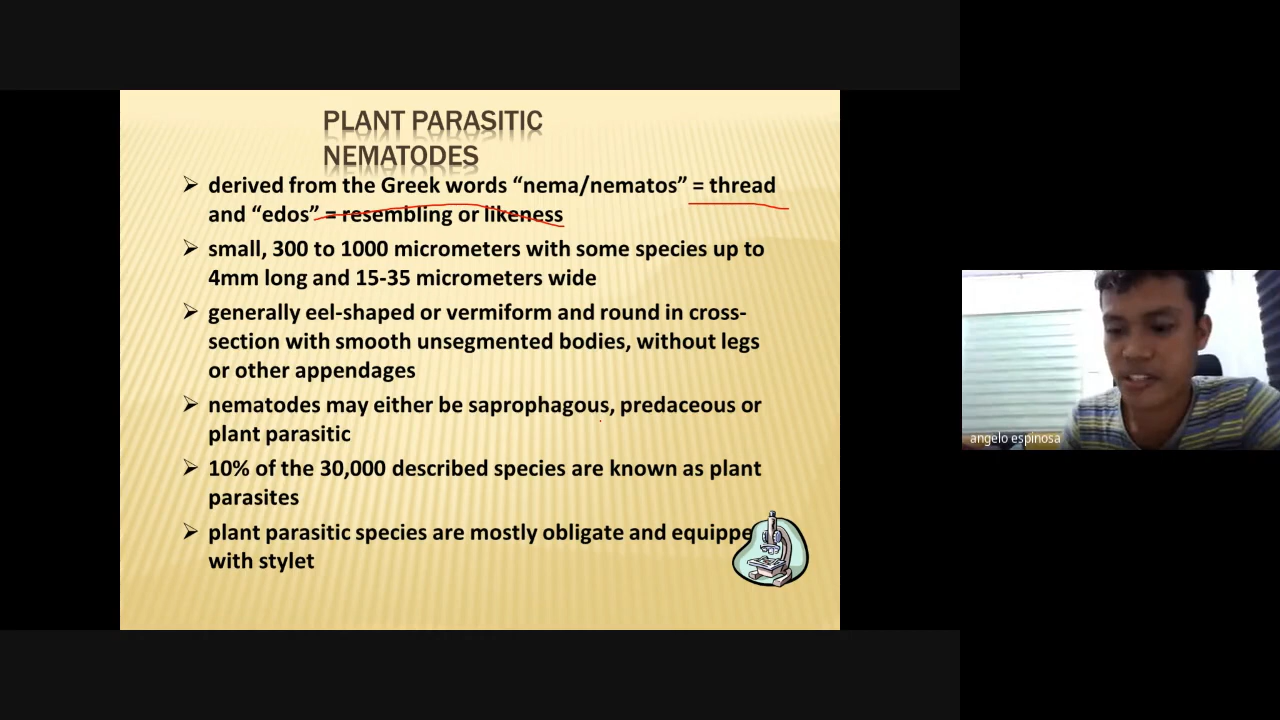 PLANT PARASITIC
NEMATODES
➢ derived from the Greek words “nema/nematos” = thread
and “edos” = resembling or likeness
➢ small, 300 to 1000 micrometers with some species up to
4mm long and 15-35 micrometers wide
➢ generally eel-shaped or vermiform and round in cross-
section with smooth unsegmented bodies, without legs
or other appendages
➢ nematodes may either be saprophagous, predaceous or
plant parasitic
➢ 10% of the 30,000 described species are known as plant
parasites
➢ plant parasitic species are mostly obligate and equippe
with stylet
angelo espinosa